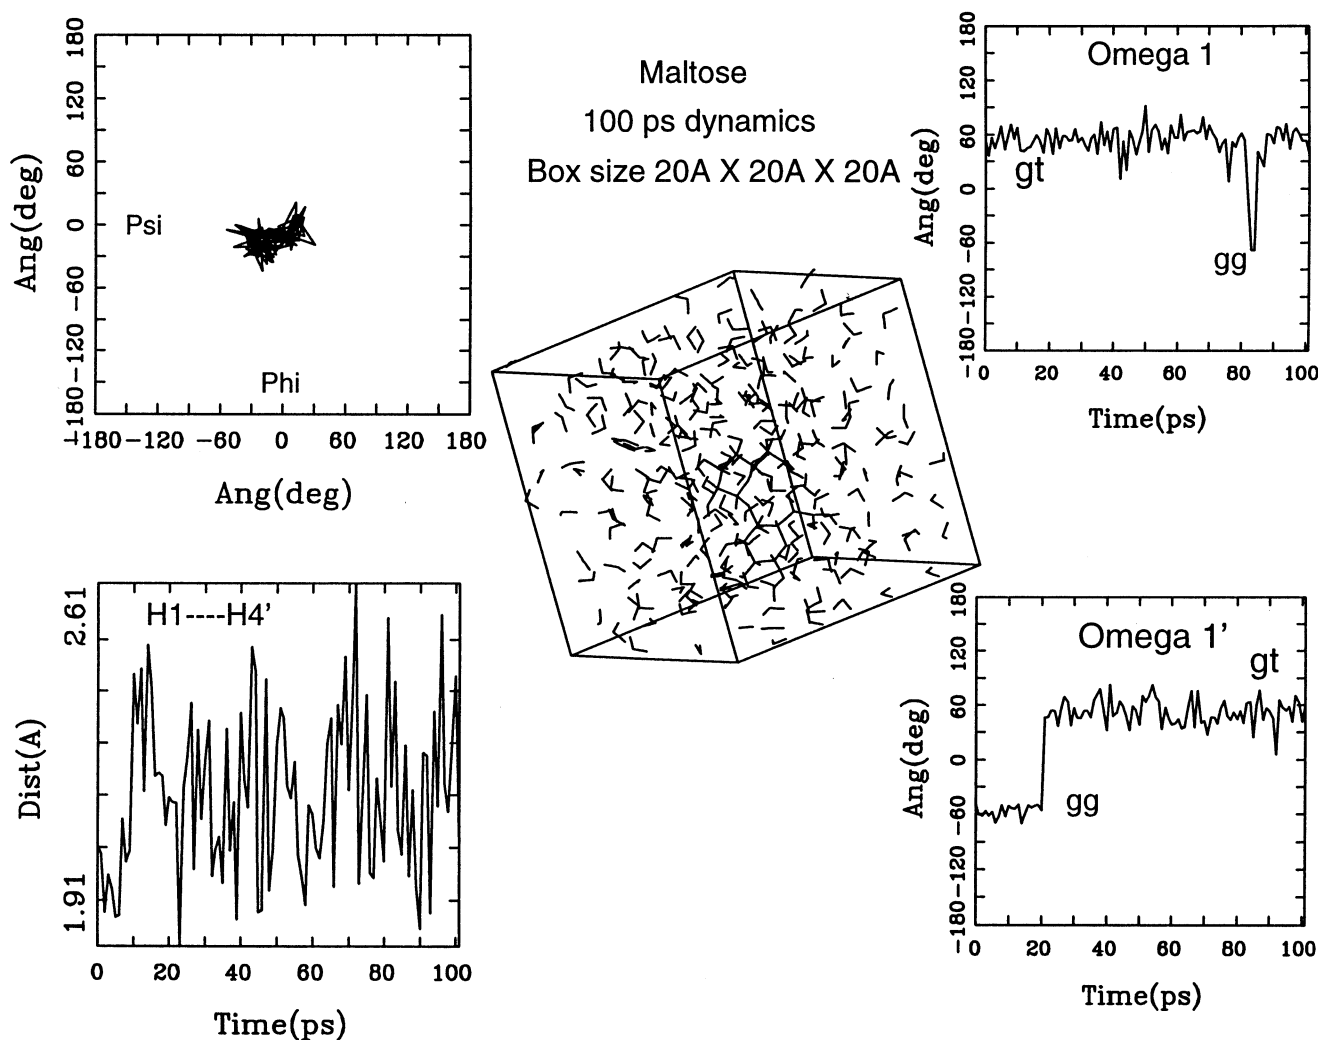 Maltose
100 ps dynamics
Box size 20A X 20A X 20A
180
120
60
0
-60
-120
-180
Ang(deg)
Psi
Phi
-180 -120 -60 0 60 120 180
Ang(deg)
Omega 1
180
120
60
0
-60
-120
-180
Ang(deg)
gt
gg
0 20 40 60 80 100
Time(ps)
H1----H4'
2.61
1.91
Dist(A)
0 20 40 60 80 100
Time(ps)
Omega 1'
180
120
60
0
-60
-120
-180
Ang(deg)
gt
gg
0 20 40 60 80 100
Time(ps)